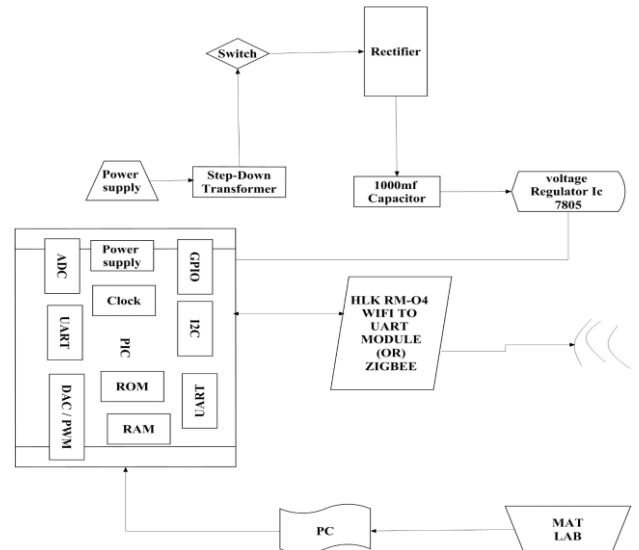 Switch
Rectifier
Power
supply
Step-Down
Transformer
1000mf
Capacitor
voltage
Regulator Ic
7805
ADC
Power
supply
GPIO
Clock
UART
PIC
I2C
DAC / PWM
ROM
UART
RAM
HLK RM-O4
WIFI TO
UART
MODULE
(OR)
ZIGBEE
PC
MAT
LAB